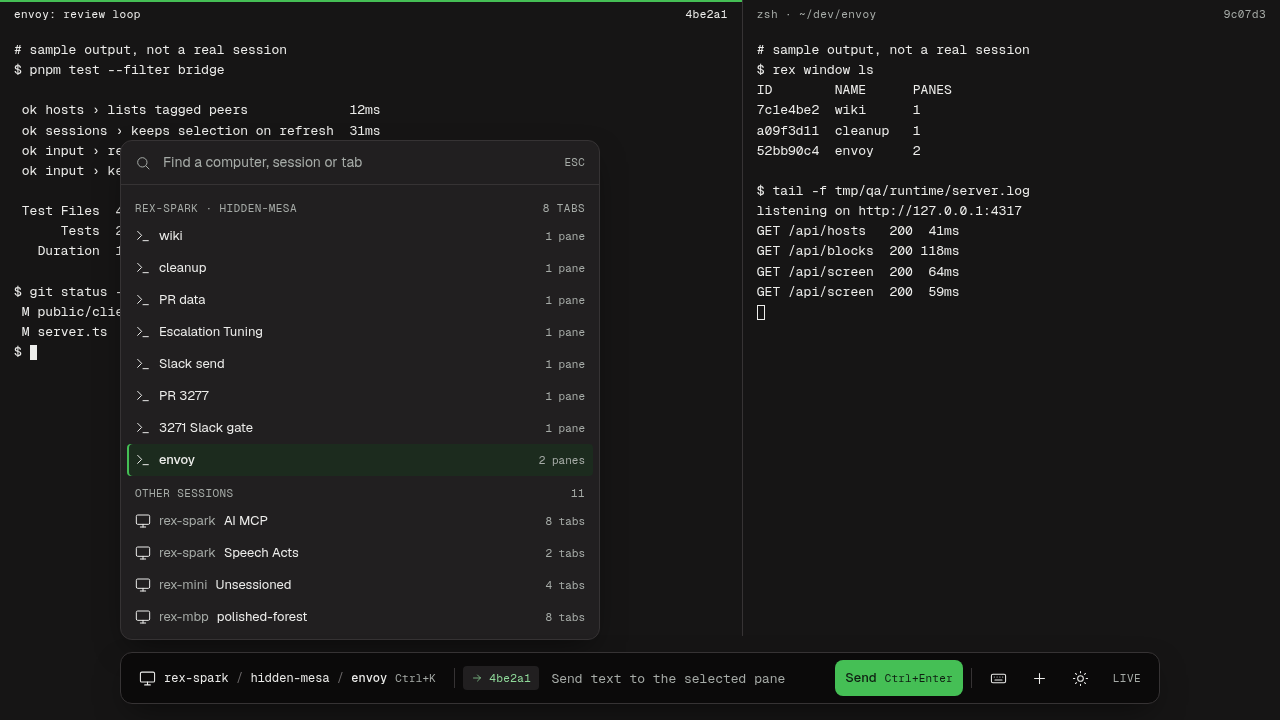 envoy: review loop 4be2a1
# sample output, not a real session
$ pnpm test --filter bridge
ok hosts › lists tagged peers 12ms
ok sessions › keeps selection on refresh 31ms
ok input ›
ok input ›
Test Files
Tests
Duration
$ git status
M
M server.ts
$
zsh · ~/dev/envoy 9c07d3
# sample output, not a real session
$ rex window ls
ID NAME PANES
7c1e4be2 wiki 1
a09f3d11 cleanup 1
52bb90c4 envoy 2
$ tail -f tmp/qa/runtime/server.log
listening on http://127.0.0.1:4317
GET /api/hosts 200 41ms
GET /api/blocks 200 118ms
GET /api/screen 200 64ms
GET /api/screen 200 59ms
Find a computer, session or tab ESC
REX-SPARK · HIDDEN-MESA 8 TABS
wiki 1 pane
cleanup 1 pane
PR data 1 pane
Escalation Tuning 1 pane
Slack send 1 pane
PR 3277 1 pane
3271 Slack gate 1 pane
envoy 2 panes
OTHER SESSIONS 11
rex-spark AI MCP 8 tabs
rex-spark Speech Acts 2 tabs
rex-mini Unsessioned 4 tabs
rex-mbp polished-forest 8 tabs
rex-spark / hidden-mesa / envoy Ctrl+K → 4be2a1 Send text to the selected pane Send Ctrl+Enter LIVE